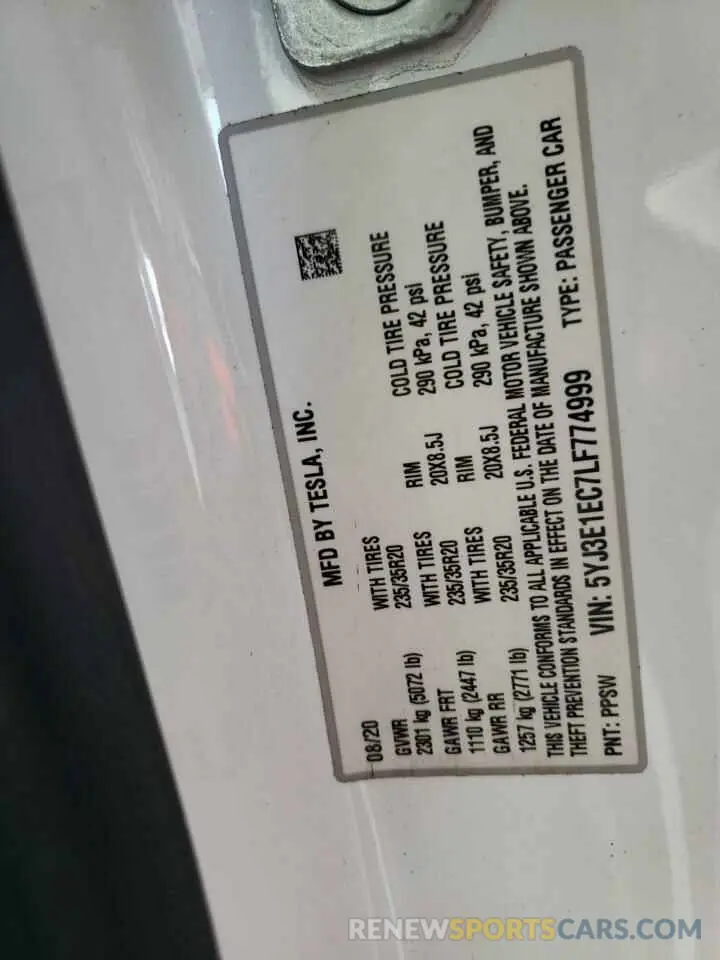 MFD BY TESLA, INC.
08/20
GVWR WITH TIRES RIM COLD TIRE PRESSURE
2301 kg (5072 lb) 235/35R20 20X8.5J 290 kPa, 42 psi
GAWR FRT WITH TIRES RIM COLD TIRE PRESSURE
1110 kg (2447 lb) 235/35R20 20X8.5J 290 kPa, 42 psi
GAWR RR WITH TIRES
1257 kg (2771 lb) 235/35R20
THIS VEHICLE CONFORMS TO ALL APPLICABLE U.S. FEDERAL MOTOR VEHICLE SAFETY, BUMPER, AND
THEFT PREVENTION STANDARDS IN EFFECT ON THE DATE OF MANUFACTURE SHOWN ABOVE.
PNT: PPSW VIN: 5YJ3E1EC7LF774999 TYPE: PASSENGER CAR
RENEWSPORTSCARS.COM